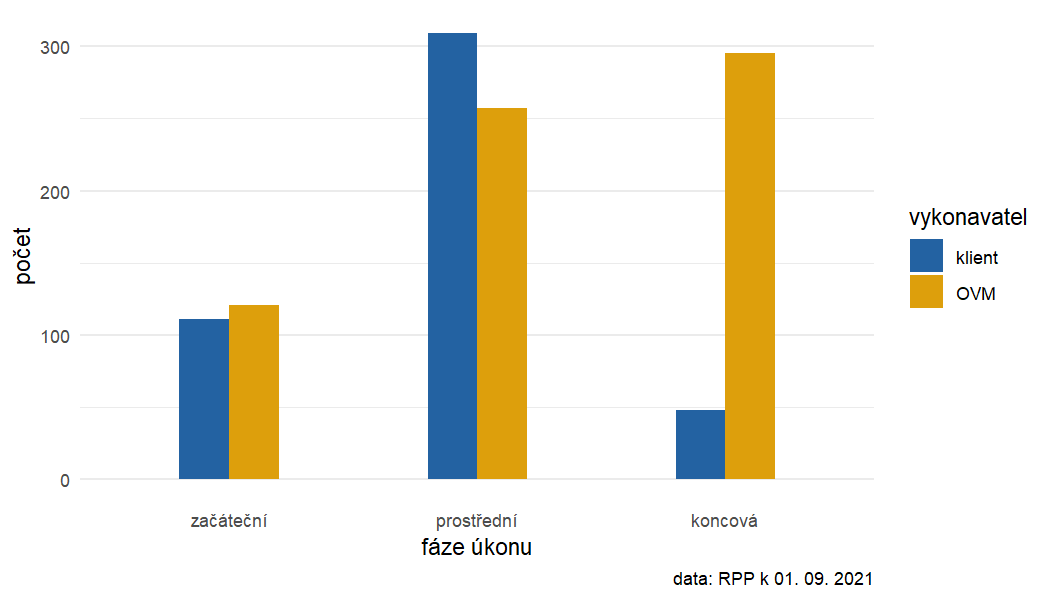 300
200
100
0
počet
začáteční
prostřední
koncová
fáze úkonu
vykonavatel
klient
OVM
data: RPP k 01. 09. 2021